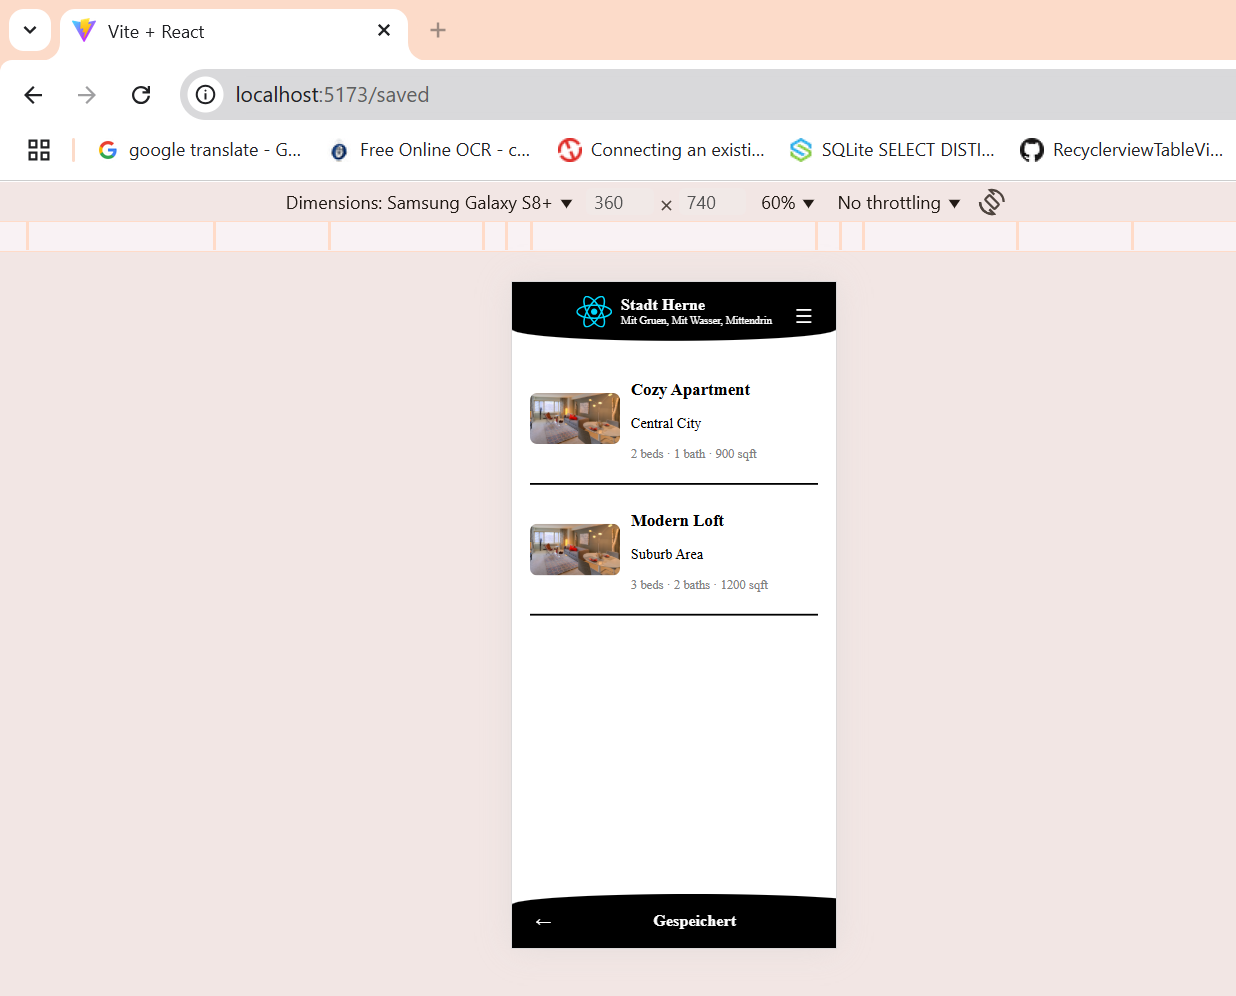 Vite + React
localhost:5173/saved
google translate - G... Free Online OCR - c... Connecting an existi... SQLite SELECT DISTI... RecyclerviewTableVi...
Dimensions: Samsung Galaxy S8+ ▼ 360 × 740 60% ▼ No throttling ▼
Stadt Herne
Mit Gruen, Mit Wasser, Mittendrin
☰
Cozy Apartment
Central City
2 beds · 1 bath · 900 sqft
Modern Loft
Suburb Area
3 beds · 2 baths · 1200 sqft
← Gespeichert